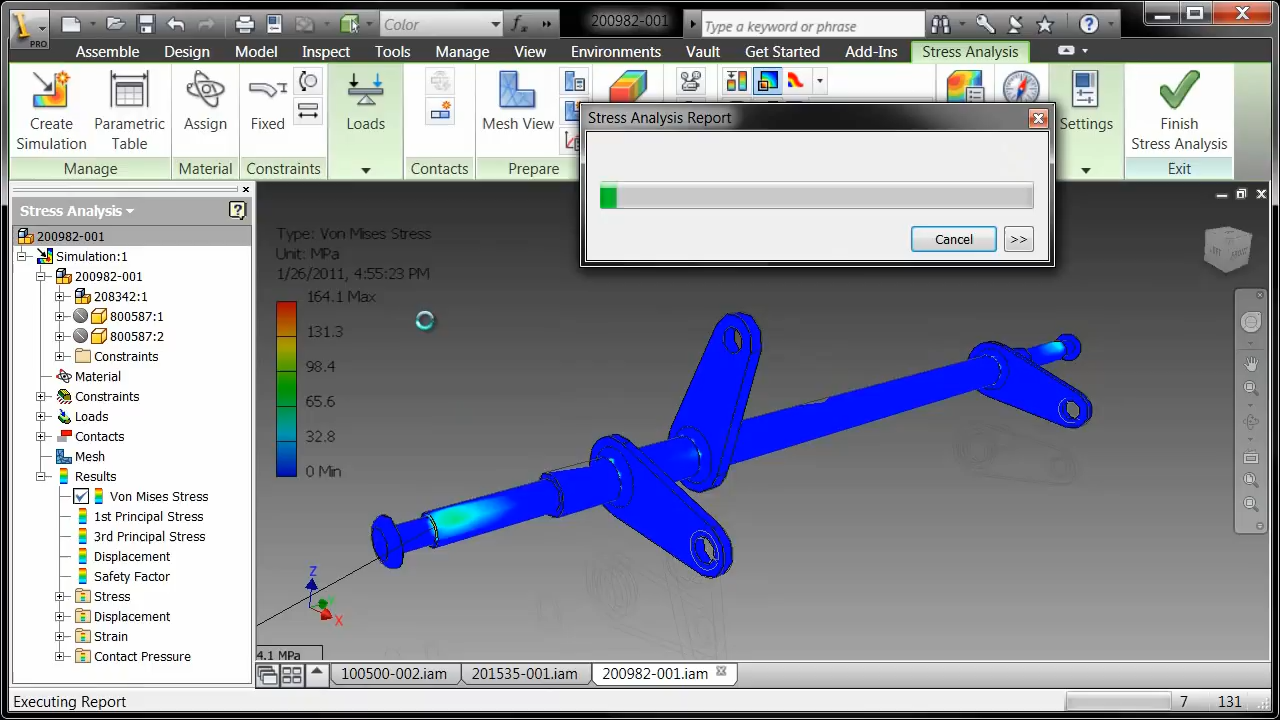 PRO
Color
200982-001
Type a keyword or phrase
Assemble Design Model Inspect Tools Manage View Environments Vault Get Started Add-Ins Stress Analysis
Create Simulation
Parametric Table
Assign
Fixed
Loads
Mesh View
Settings
Finish Stress Analysis
Manage
Material
Constraints
Contacts
Prepare
Exit
Stress Analysis Report
Cancel
>>
Stress Analysis
200982-001
Simulation:1
200982-001
208342:1
800587:1
800587:2
Constraints
Material
Constraints
Loads
Contacts
Mesh
Results
Von Mises Stress
1st Principal Stress
3rd Principal Stress
Displacement
Safety Factor
Stress
Displacement
Strain
Contact Pressure
Type: Von Mises Stress
Unit: MPa
1/26/2011, 4:55:23 PM
164.1 Max
131.3
98.4
65.6
32.8
0 Min
Z
X
4.1 MPa
100500-002.iam
201535-001.iam
200982-001.iam
Executing Report
7
131